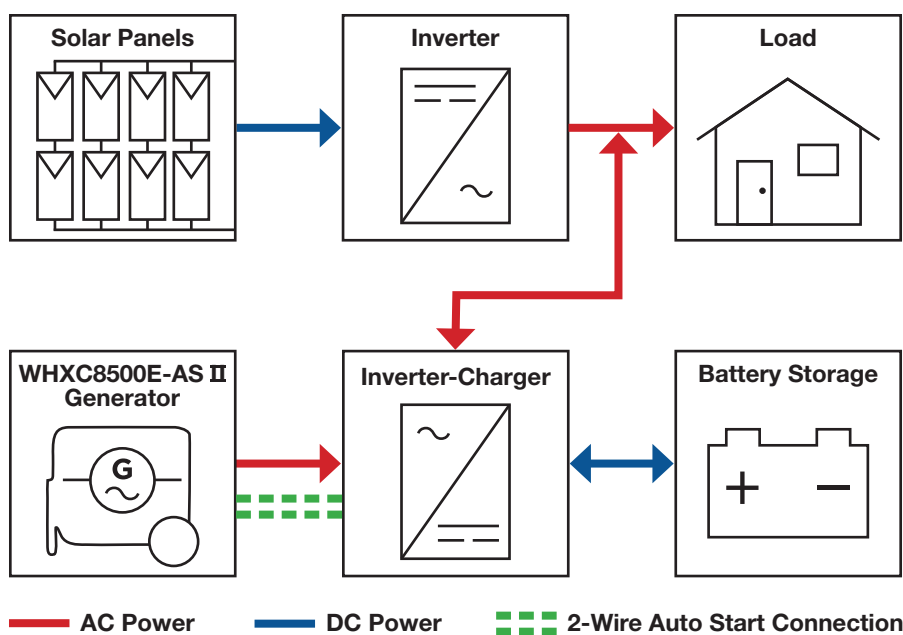 Solar Panels
Inverter
Load
WHXC8500E-AS II
Generator
G
Inverter-Charger
Battery Storage
+ −
AC Power
DC Power
2-Wire Auto Start Connection